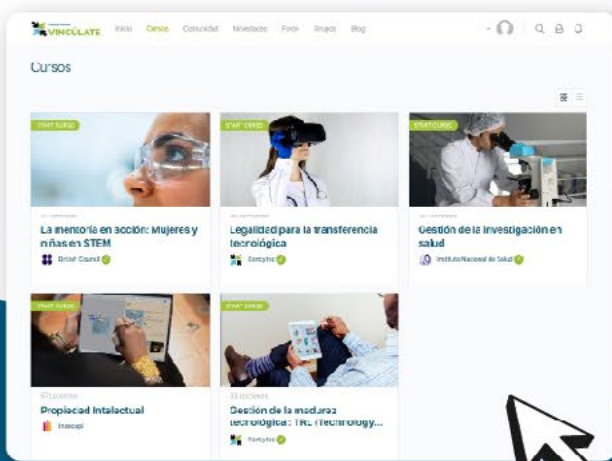 VINCÚLATE Inicio Cursos Comunidad Novedades Foros Grupos Blog
Cursos
START CURSO
START CURSO
START CURSO
La mentoría en acción: Mujeres y
niñas en STEM
British Council
Legalidad para la transferencia
tecnológica
Concytec
Gestión de la investigación en
salud
Instituto Nacional de Salud
START CURSO
START CURSO
Propiedad Intelectual
Indecopi
Gestión de la madurez
tecnológica: TRL (Technology...
Concytec